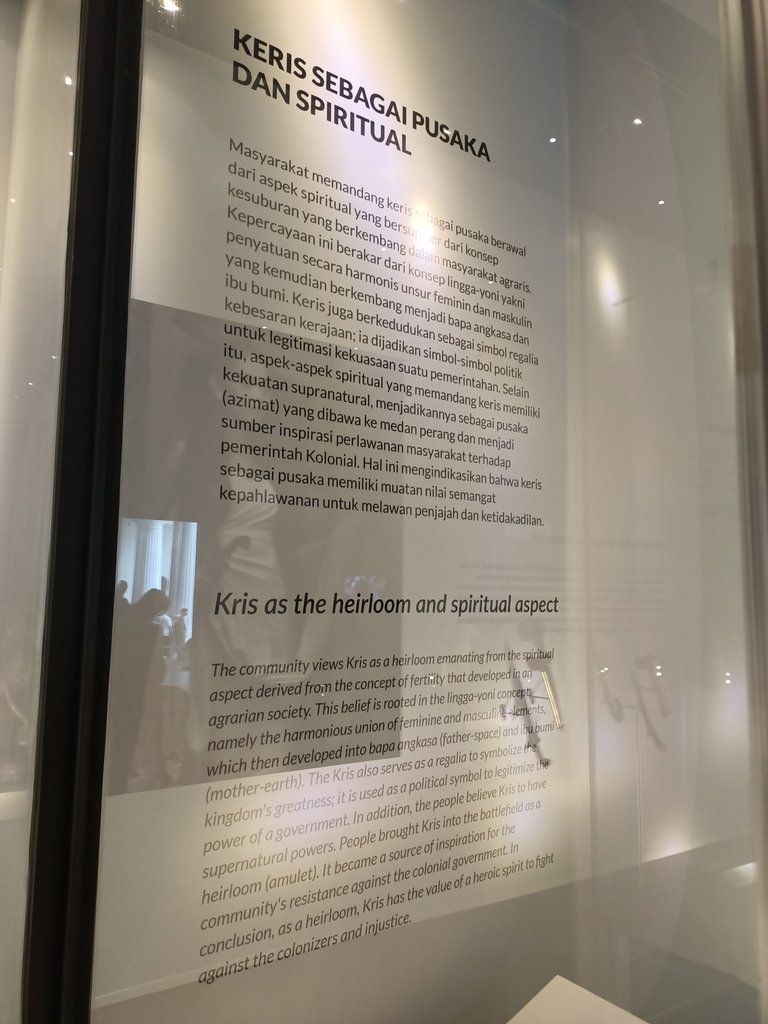 KERIS SEBAGAI PUSAKA
DAN SPIRITUAL
Masyarakat memandang keris sebagai pusaka berawal
dari aspek spiritual yang bersumber dari konsep
kesuburan yang berkembang dalam masyarakat agraris.
Kepercayaan ini berakar dari konsep lingga-yoni yakni
penyatuan secara harmonis unsur feminin dan maskulin
yang kemudian berkembang menjadi bapa angkasa dan
ibu bumi. Keris juga berkedudukan sebagai simbol regalia
kebesaran kerajaan; ia dijadikan simbol-simbol politik
untuk legitimasi kekuasaan suatu pemerintahan. Selain
itu, aspek-aspek spiritual yang memandang keris memiliki
kekuatan supranatural, menjadikannya sebagai pusaka
(azimat) yang dibawa ke medan perang dan menjadi
sumber inspirasi perlawanan masyarakat terhadap
pemerintah Kolonial. Hal ini mengindikasikan bahwa keris
sebagai pusaka memiliki muatan nilai semangat
kepahlawanan untuk melawan penjajah dan ketidakadilan.
Kris as the heirloom and spiritual aspect
The community views Kris as a heirloom emanating from the spiritual
aspect derived from the concept of fertility that developed in an
agrarian society. This belief is rooted in the lingga-yoni concept,
namely the harmonious union of feminine and masculine elements,
which then developed into bapa angkasa (father-space) and ibu bumi
(mother-earth). The Kris also serves as a regalia to symbolize the
kingdom's greatness; it is used as a political symbol to legitimize the
power of a government. In addition, the people believe Kris to have
supernatural powers. People brought Kris into the battlefield as a
heirloom (amulet). It became a source of inspiration for the
community's resistance against the colonial government. In
conclusion, as a heirloom, Kris has the value of a heroic spirit to fight
against the colonizers and injustice.